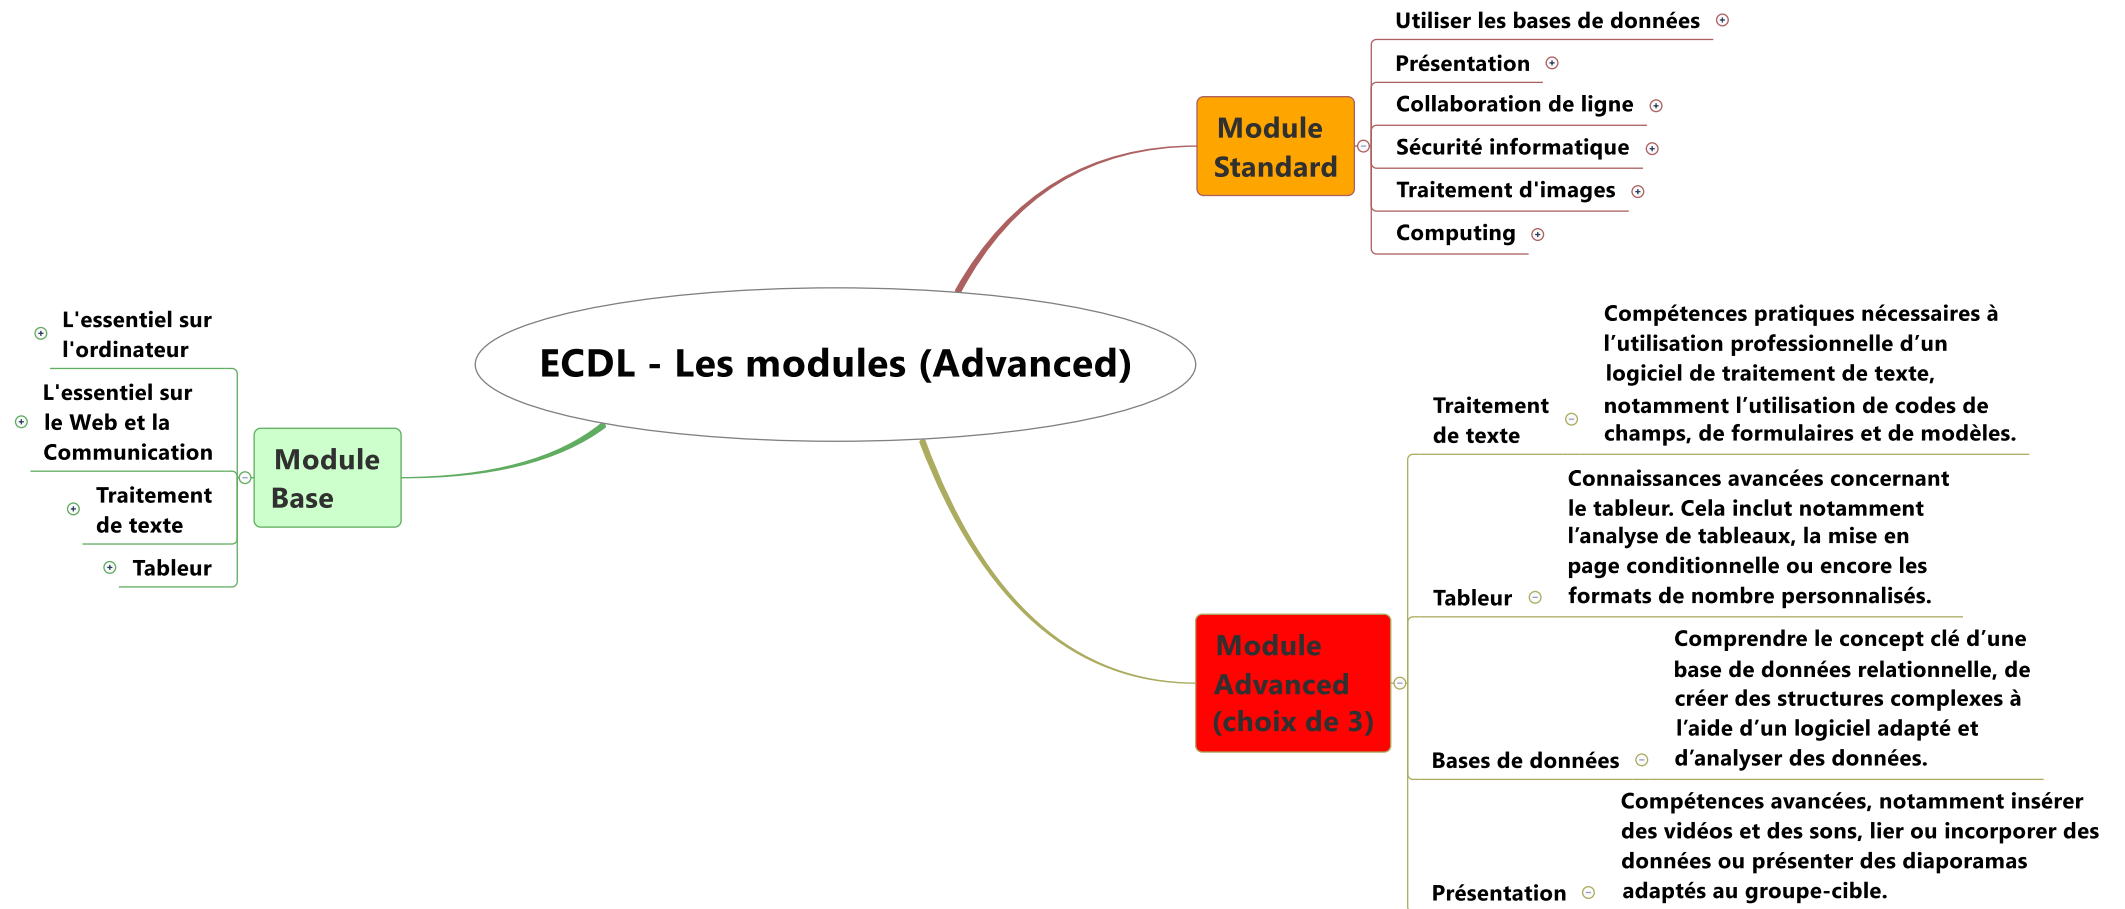 ECDL - Les modules (Advanced)
Module
Standard
Utiliser les bases de données
Présentation
Collaboration de ligne
Sécurité informatique
Traitement d'images
Computing
Module
Base
L'essentiel sur
l'ordinateur
L'essentiel sur
le Web et la
Communication
Traitement
de texte
Tableur
Module
Advanced
(choix de 3)
Traitement
de texte
Compétences pratiques nécessaires à
l’utilisation professionnelle d’un
logiciel de traitement de texte,
notamment l’utilisation de codes de
champs, de formulaires et de modèles.
Tableur
Connaissances avancées concernant
le tableur. Cela inclut notamment
l’analyse de tableaux, la mise en
page conditionnelle ou encore les
formats de nombre personnalisés.
Bases de données
Comprendre le concept clé d’une
base de données relationnelle, de
créer des structures complexes à
l’aide d’un logiciel adapté et
d’analyser des données.
Présentation
Compétences avancées, notamment insérer
des vidéos et des sons, lier ou incorporer des
données ou présenter des diaporamas
adaptés au groupe-cible.